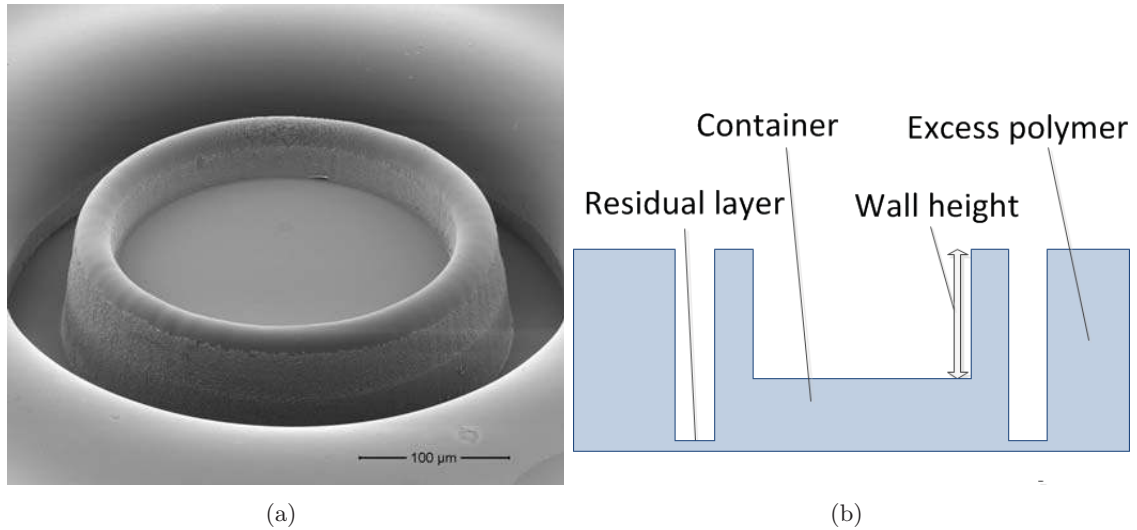 Container
Excess polymer
Residual layer
Wall height
100 µm
(a)
(b)